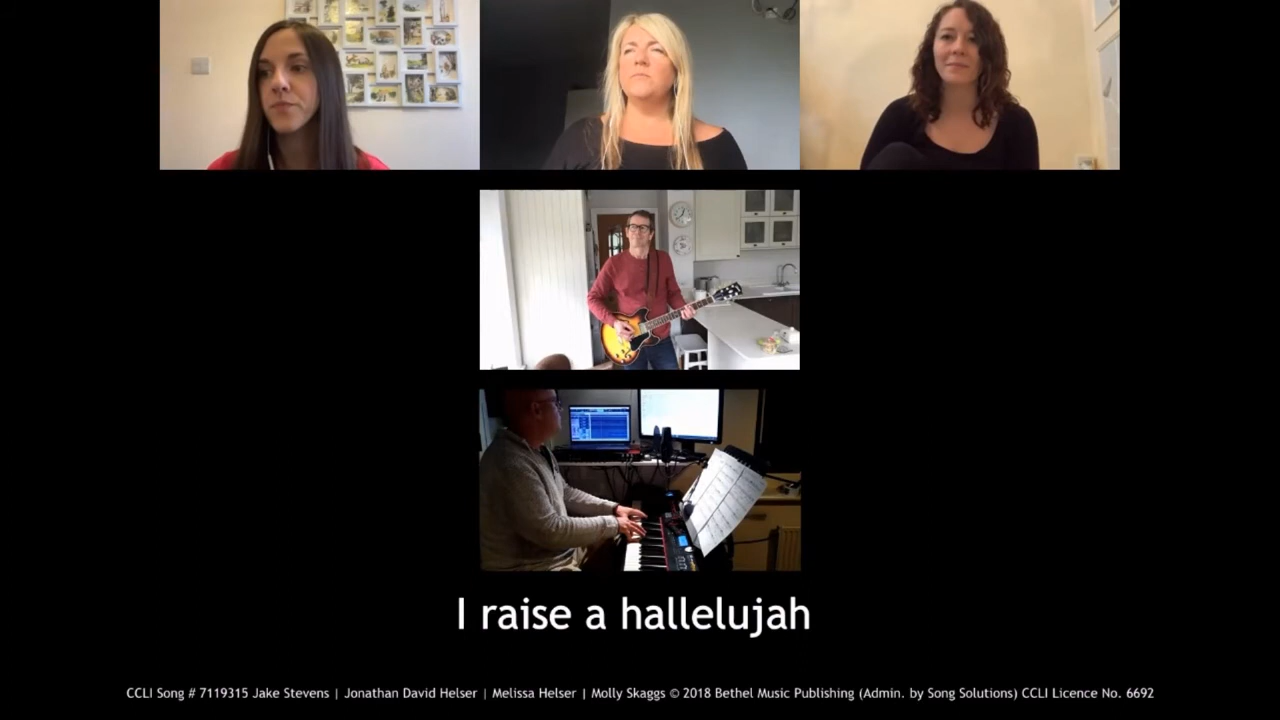 I raise a hallelujah
CCLI Song # 7119315 Jake Stevens | Jonathan David Helser | Melissa Helser | Molly Skaggs © 2018 Bethel Music Publishing (Admin. by Song Solutions) CCLI Licence No. 6692